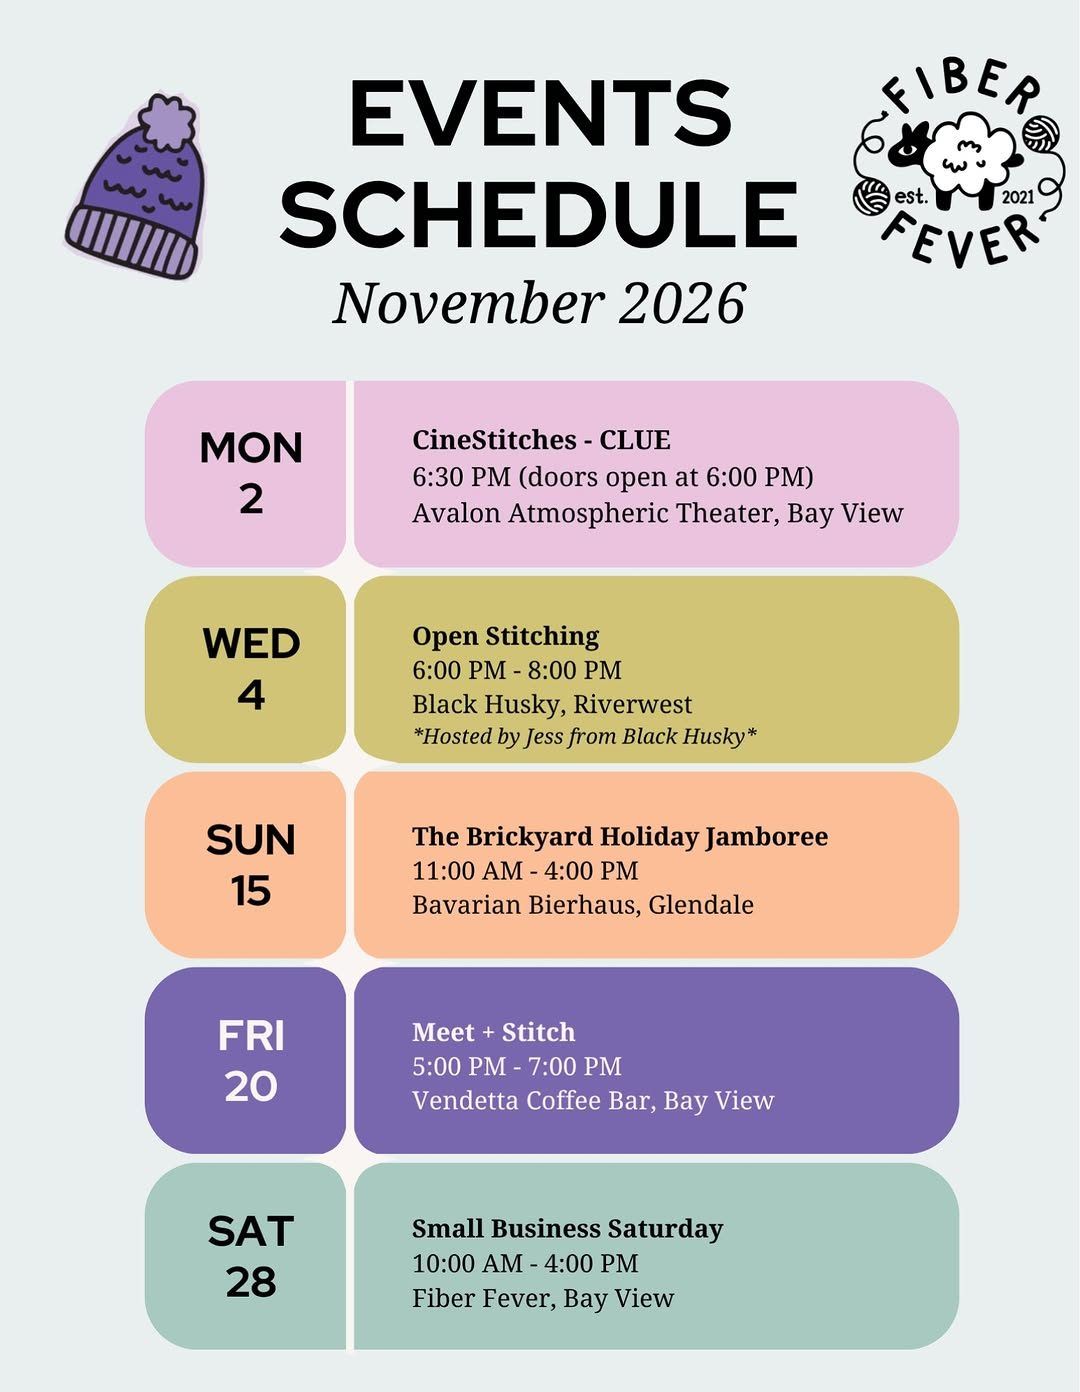 EVENTS
SCHEDULE
November 2026
FIBER
est. 2021
FEVER
MON
2
CineStitches - CLUE
6:30 PM (doors open at 6:00 PM)
Avalon Atmospheric Theater, Bay View
WED
4
Open Stitching
6:00 PM - 8:00 PM
Black Husky, Riverwest
*Hosted by Jess from Black Husky*
SUN
15
The Brickyard Holiday Jamboree
11:00 AM - 4:00 PM
Bavarian Bierhaus, Glendale
FRI
20
Meet + Stitch
5:00 PM - 7:00 PM
Vendetta Coffee Bar, Bay View
SAT
28
Small Business Saturday
10:00 AM - 4:00 PM
Fiber Fever, Bay View